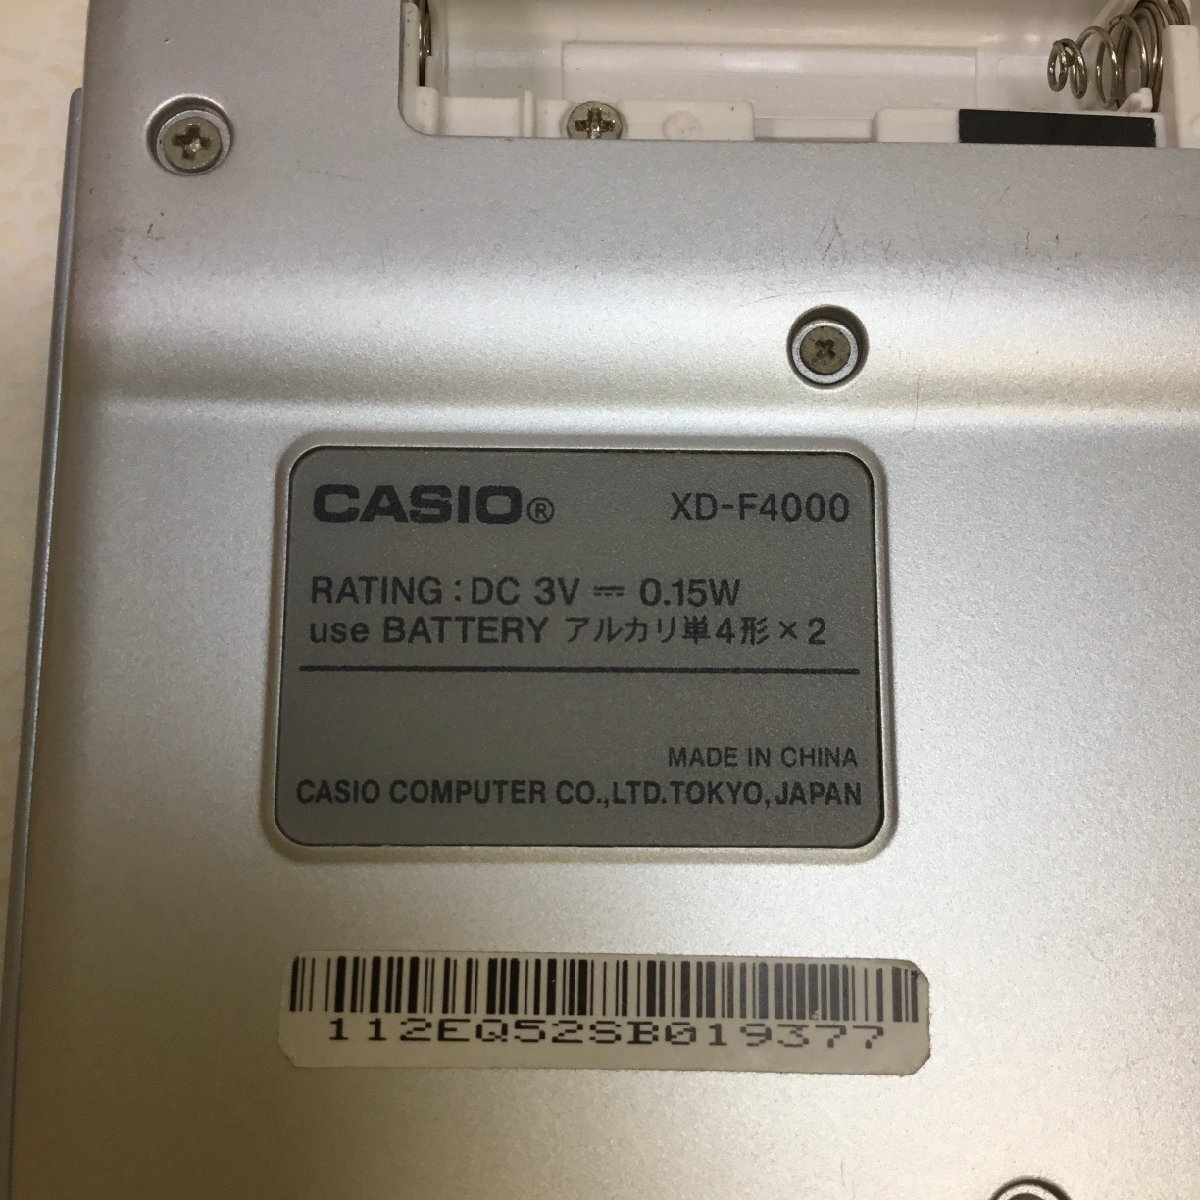 CASIO® XD-F4000
RATING : DC 3V ⎓ 0.15W
use BATTERY アルカリ単4形×2
MADE IN CHINA
CASIO COMPUTER CO.,LTD.TOKYO,JAPAN
112EQ52SB019377